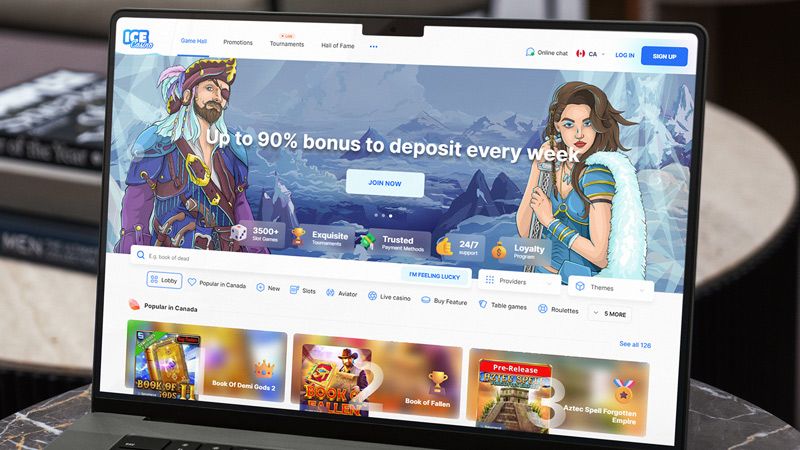 ICE
Casino
Game Hall
Promotions
LIVE
Tournaments
Hall of Fame
Online chat
CA
LOG IN
SIGN UP
Up to 90% bonus to deposit every week
JOIN NOW
3500+
Slot Games
Exquisite
Tournaments
Trusted
Payment Methods
24/7
support
Loyalty
Program
E.g. book of dead
I'M FEELING LUCKY
Providers
Themes
Lobby
Popular in Canada
New
Slots
Aviator
Live casino
Buy Feature
Table games
Roulettes
5 MORE
Popular in Canada
See all 126
BOOK OF
II
Book Of Demi Gods 2
BOOK OF
FALLEN
2
Book of Fallen
Pre-Release
AZTEC SPELL
3
Aztec Spell Forgotten
Empire
of the Year
MEN